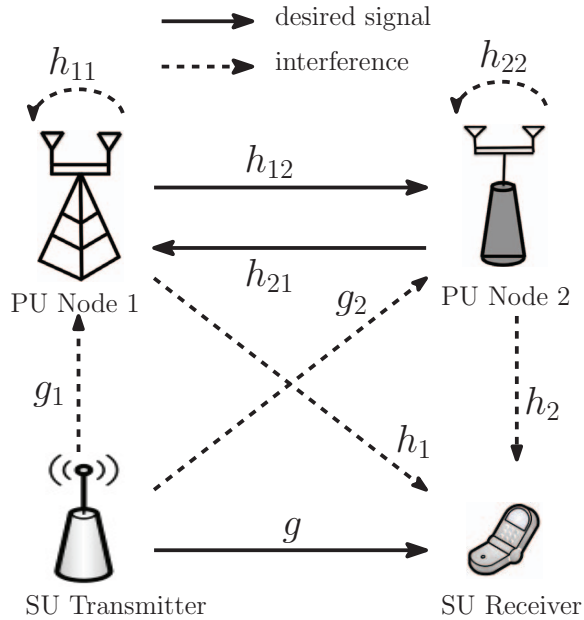 desired signal
interference
h11
h22
h12
h21
PU Node 1
PU Node 2
g2
g1
h1
h2
g
SU Transmitter
SU Receiver